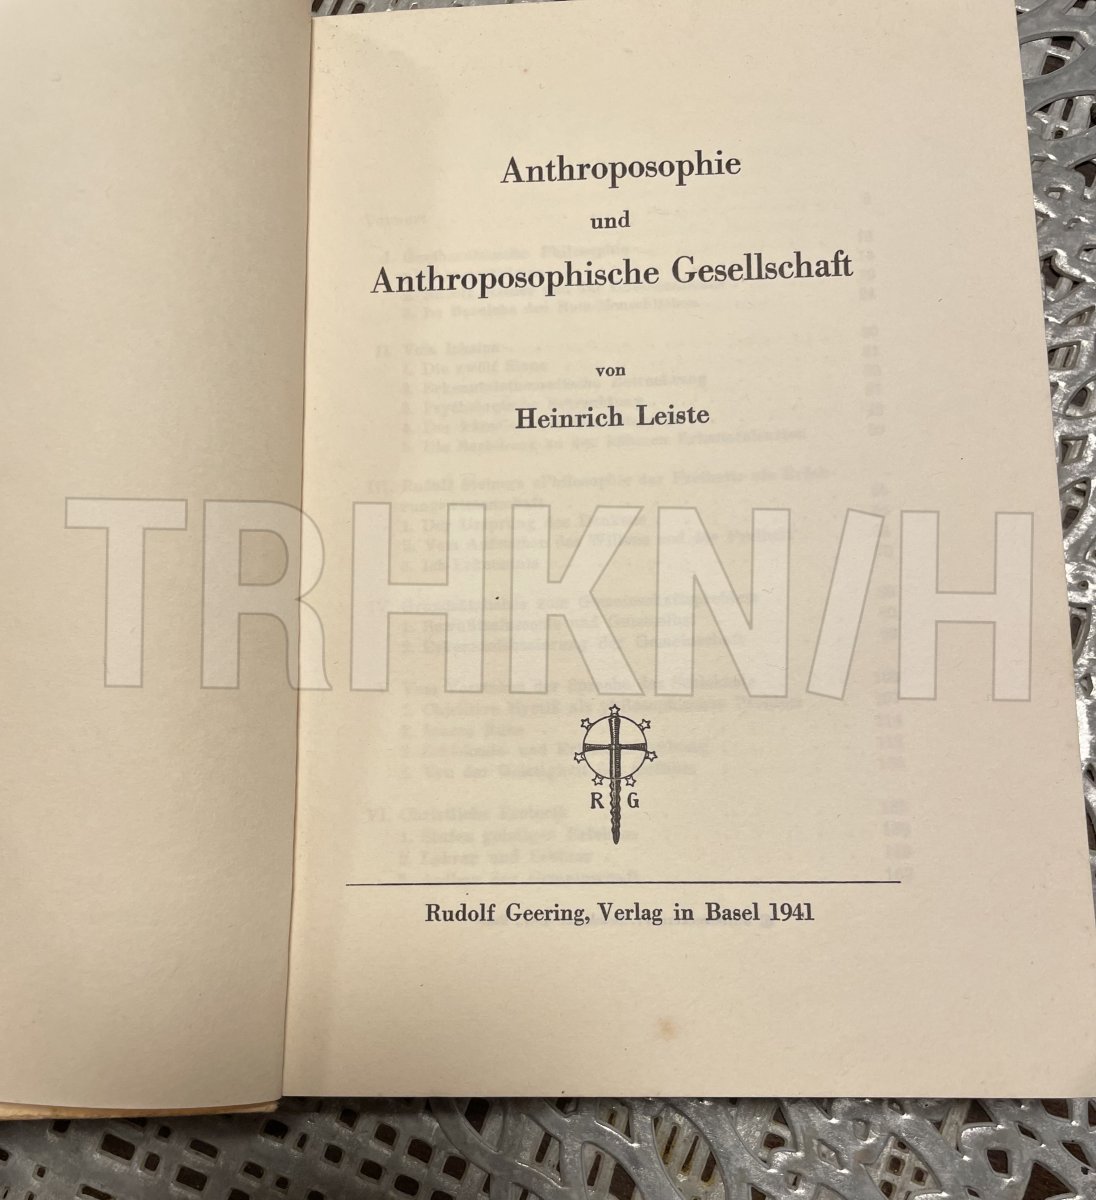 Anthroposophie
und
Anthroposophische Gesellschaft
von
Heinrich Leiste
TRHKN/H
R G
Rudolf Geering, Verlag in Basel 1941